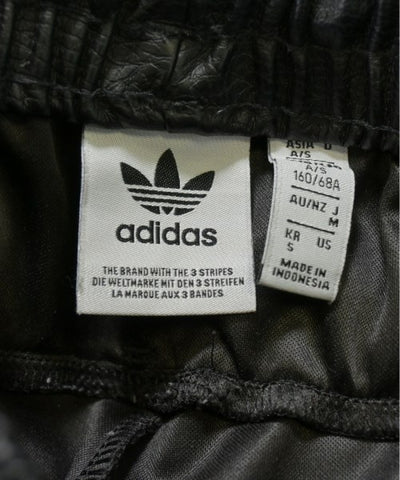 adidas
THE BRAND WITH THE 3 STRIPES
DIE WELTMARKE MIT DEN 3 STREIFEN
LA MARQUE AUX 3 BANDES
ASIA D
A/S
A/S
160/68A
AU/NZ J
M
KR US
S
MADE IN
INDONESIA